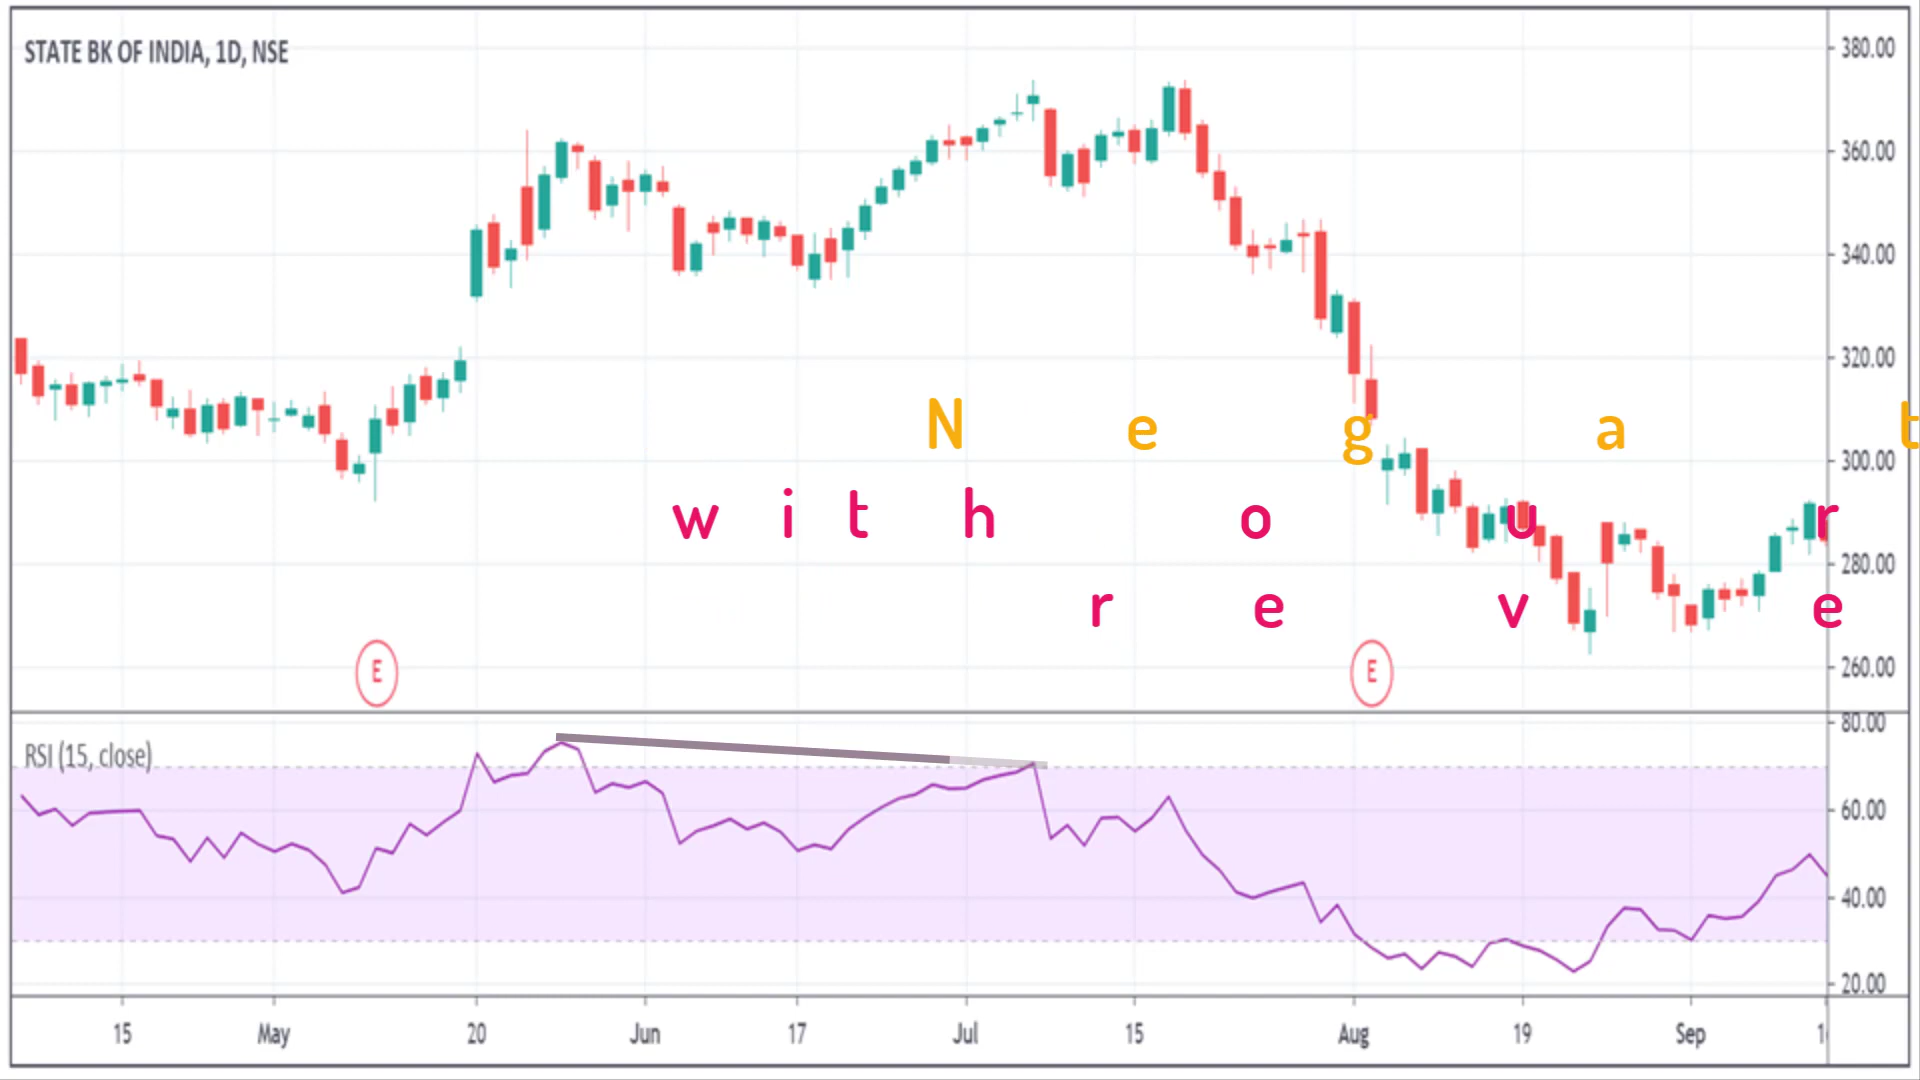 STATE BK OF INDIA, 1D, NSE
380.00
360.00
340.00
320.00
N e g a t
300.00
w i t h o u r
280.00
r e v e
260.00
E E
80.00
RSI (15, close)
60.00
40.00
20.00
15 May 20 Jun 17 Jul 15 Aug 19 Sep